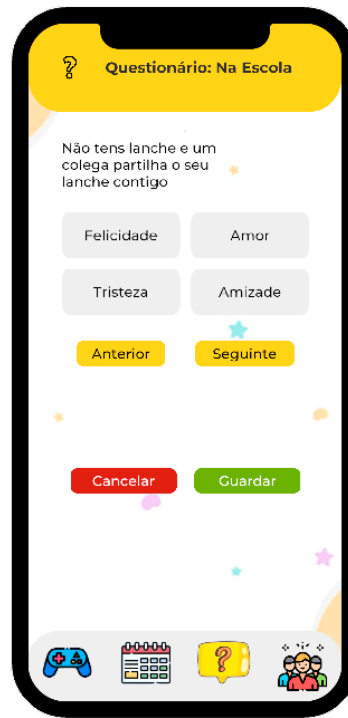 Questionário: Na Escola
Não tens lanche e um
colega partilha o seu
lanche contigo
Felicidade
Amor
Tristeza
Amizade
Anterior
Seguinte
Cancelar
Guardar